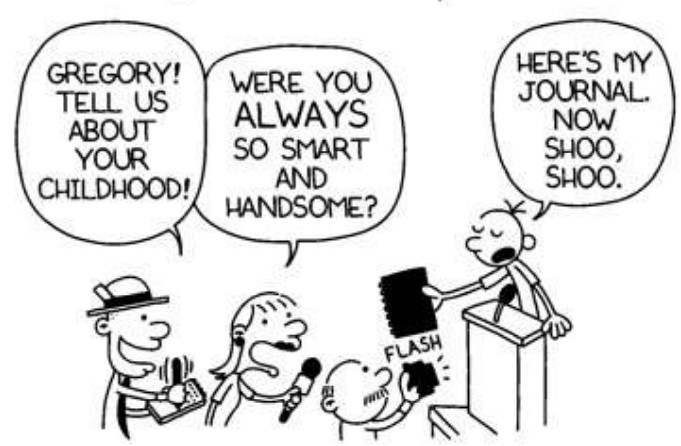 GREGORY!
TELL US
ABOUT
YOUR
CHILDHOOD!
WERE YOU
ALWAYS
SO SMART
AND
HANDSOME?
HERE'S MY
JOURNAL.
NOW
SHOO,
SHOO.
FLASH